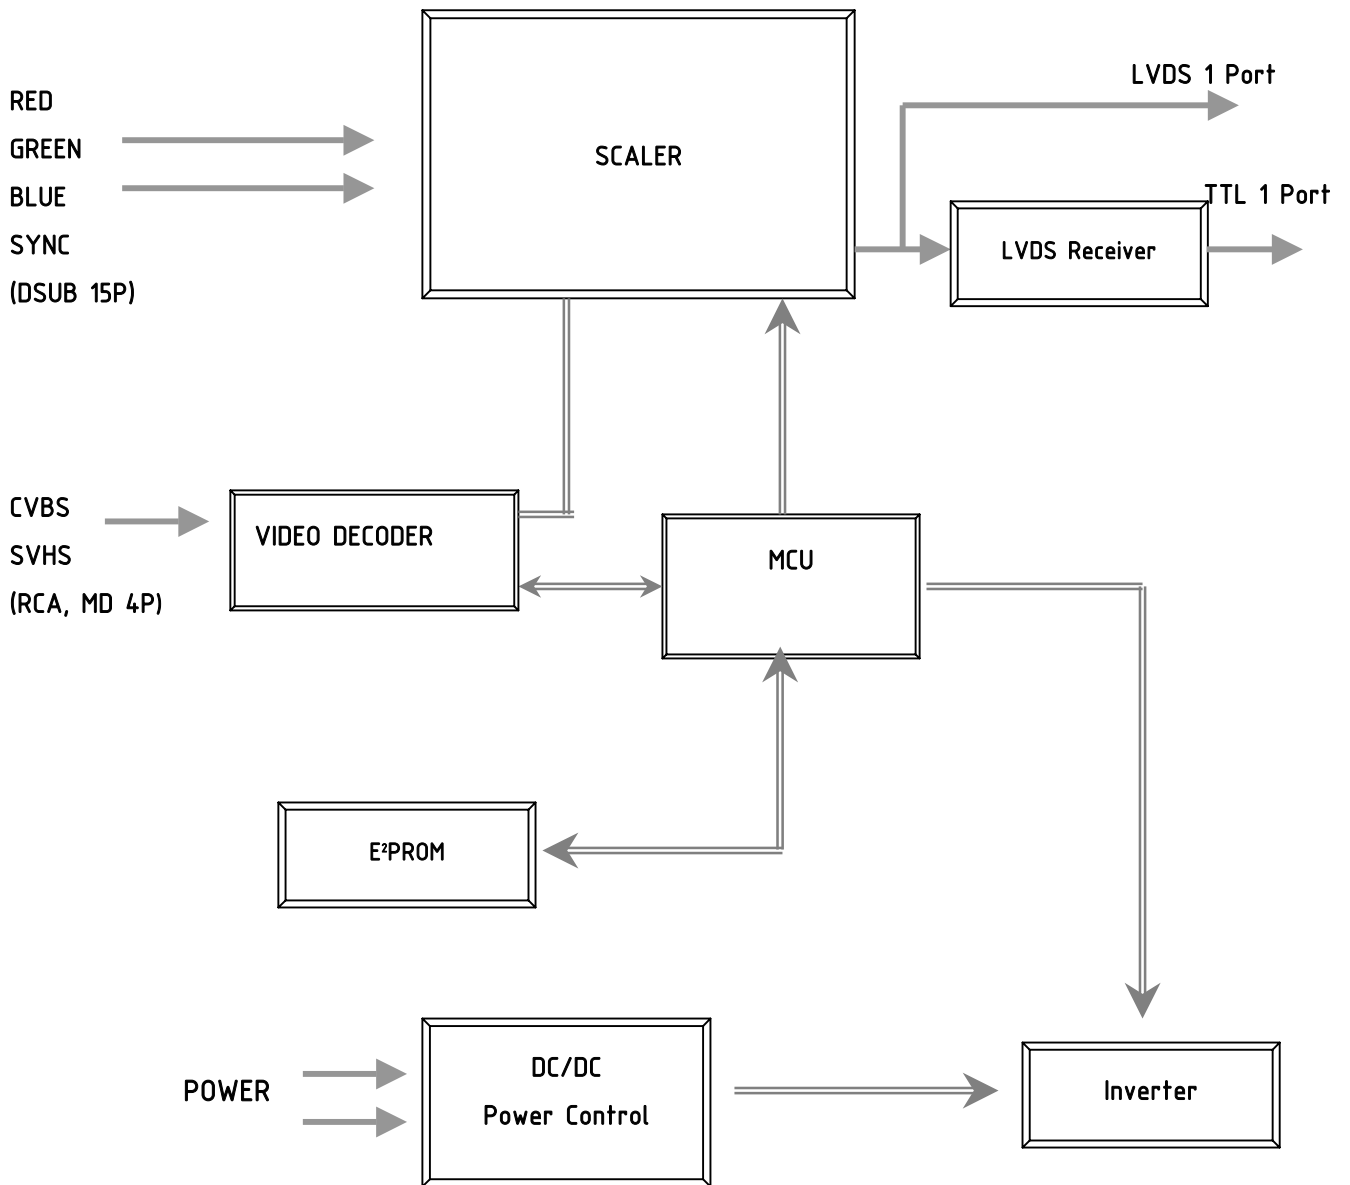 LVDS 1 Port
RED
GREEN
BLUE
SYNC
(DSUB 15P)
SCALER
TTL 1 Port
LVDS Receiver
CVBS
SVHS
(RCA, MD 4P)
VIDEO DECODER
MCU
E²PROM
POWER
DC/DC
Power Control
Inverter